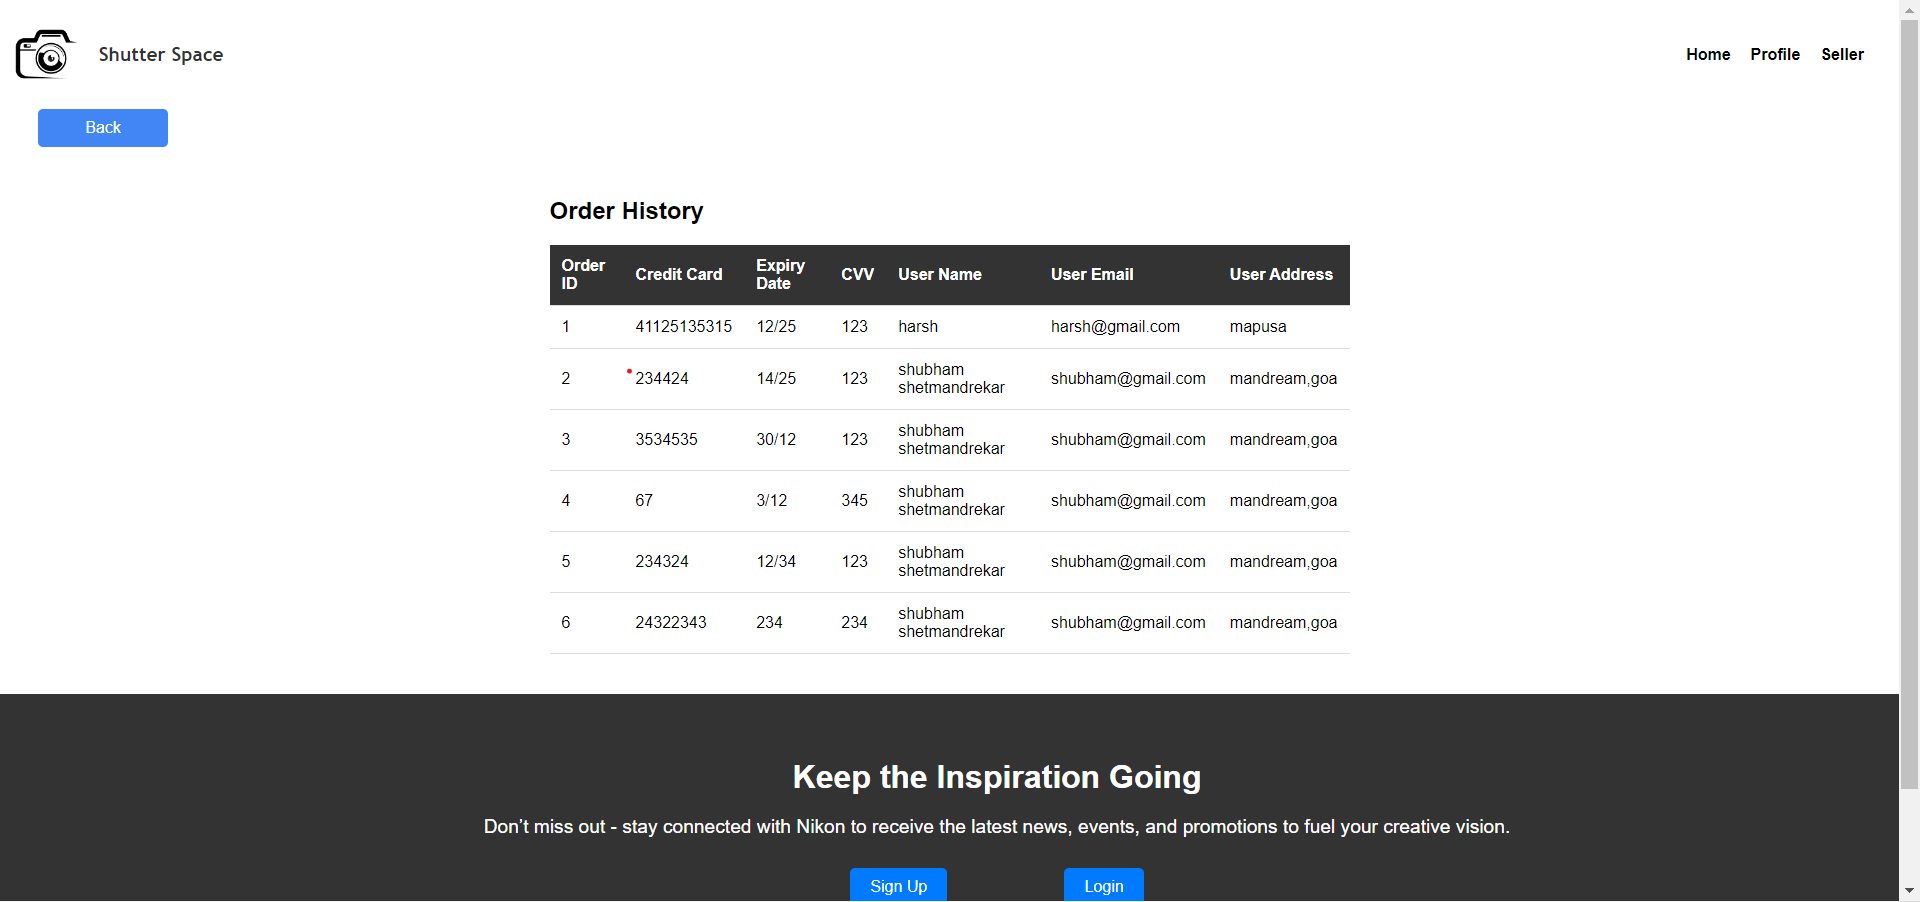 Shutter Space
Home Profile Seller
Back
Order History
Order ID Credit Card Expiry Date CVV User Name User Email User Address
1 41125135315 12/25 123 harsh harsh@gmail.com mapusa
2 234424 14/25 123 shubham shetmandrekar shubham@gmail.com mandream,goa
3 3534535 30/12 123 shubham shetmandrekar shubham@gmail.com mandream,goa
4 67 3/12 345 shubham shetmandrekar shubham@gmail.com mandream,goa
5 234324 12/34 123 shubham shetmandrekar shubham@gmail.com mandream,goa
6 24322343 234 234 shubham shetmandrekar shubham@gmail.com mandream,goa
Keep the Inspiration Going
Don’t miss out - stay connected with Nikon to receive the latest news, events, and promotions to fuel your creative vision.
Sign Up Login